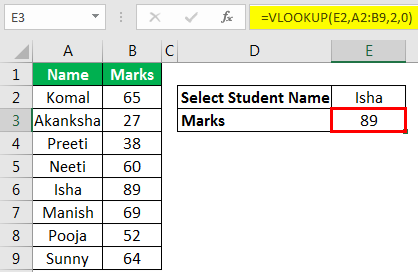 E3 fx =VLOOKUP(E2,A2:B9,2,0)
A B C D E
1 Name Marks
2 Komal 65 Select Student Name Isha
3 Akanksha 27 Marks 89
4 Preeti 38
5 Neeti 60
6 Isha 89
7 Manish 69
8 Pooja 52
9 Sunny 64